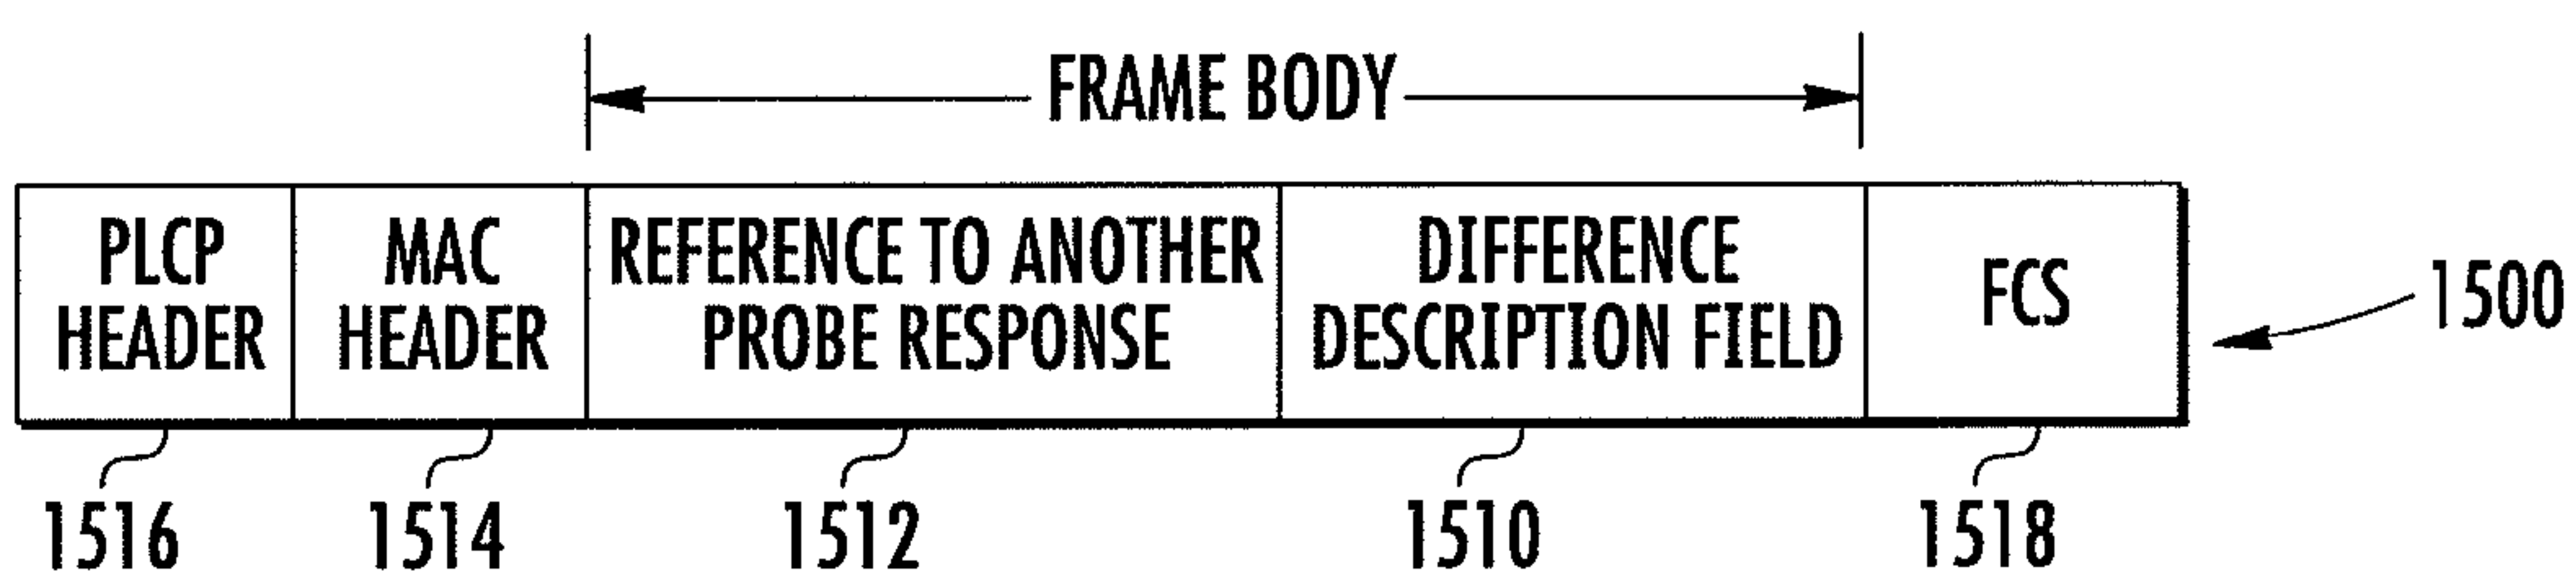 FRAME BODY
PLCP
HEADER
MAC
HEADER
REFERENCE TO ANOTHER
PROBE RESPONSE
DIFFERENCE
DESCRIPTION FIELD
FCS
1500
1516
1514
1512
1510
1518